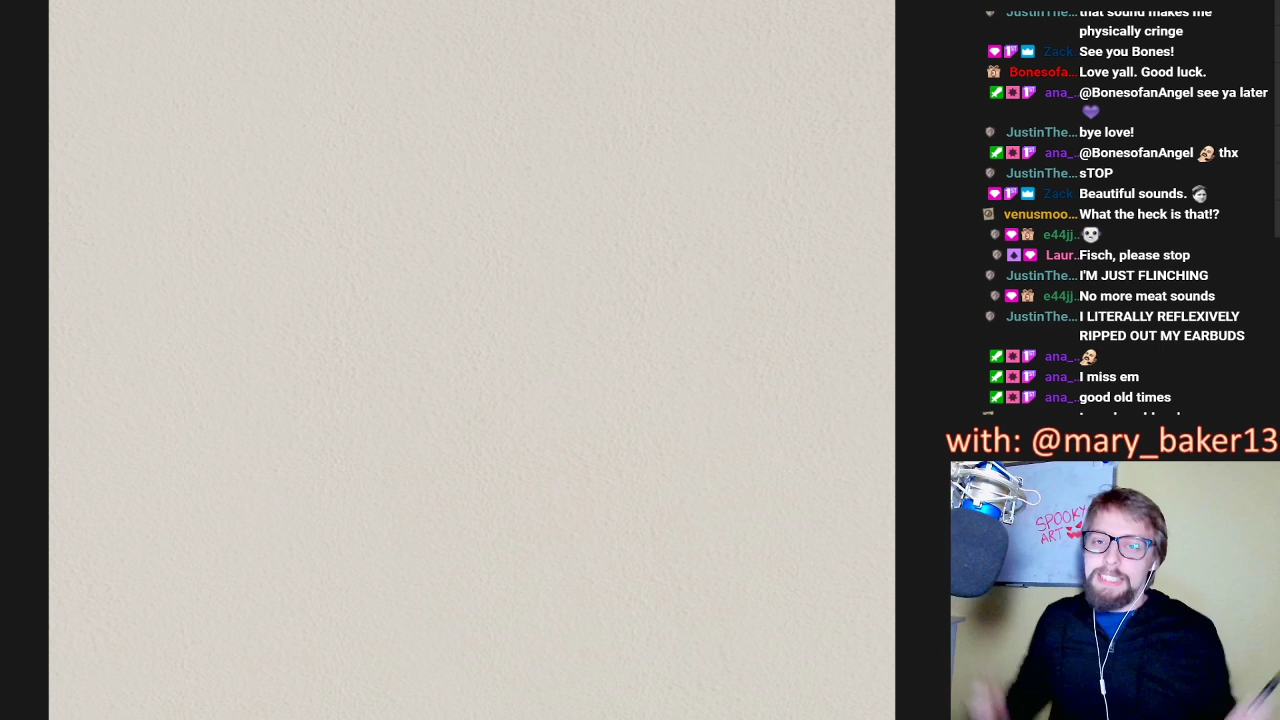 JustinThe... that sound makes me
physically cringe
Zack See you Bones!
Bonesofa... Love yall. Good luck.
ana_... @BonesofanAngel see ya later
JustinThe... bye love!
ana_... @BonesofanAngel thx
JustinThe... sTOP
Zack Beautiful sounds.
venusmoo... What the heck is that!?
e44jj...
Laur... Fisch, please stop
JustinThe... I'M JUST FLINCHING
e44jj... No more meat sounds
JustinThe... I LITERALLY REFLEXIVELY
RIPPED OUT MY EARBUDS
ana_...
ana_... I miss em
ana_... good old times
with: @mary_baker13
SPOOKY
ART